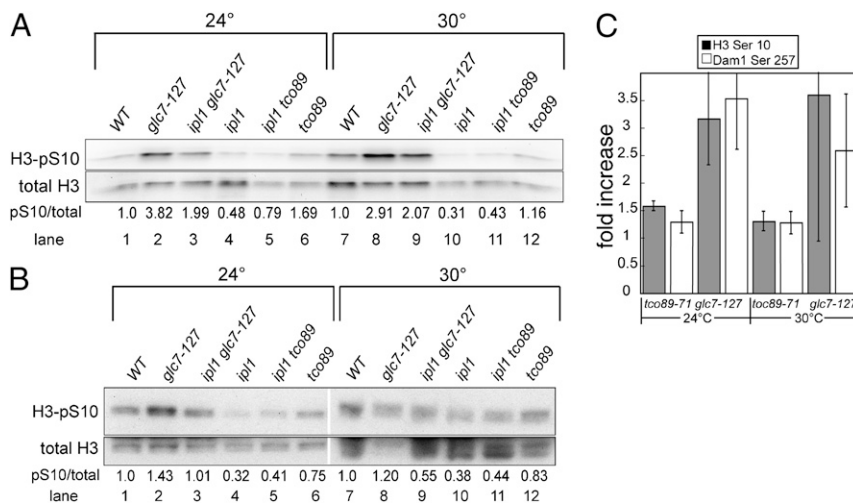 A
24°
30°
WT
glc7-127
ipl1 glc7-127
ipl1
ipl1 tco89
tco89
WT
glc7-127
ipl1 glc7-127
ipl1
ipl1 tco89
tco89
H3-pS10
total H3
pS10/total 1.0 3.82 1.99 0.48 0.79 1.69 1.0 2.91 2.07 0.31 0.43 1.16
lane 1 2 3 4 5 6 7 8 9 10 11 12
B
24°
30°
WT
glc7-127
ipl1 glc7-127
ipl1
ipl1 tco89
tco89
WT
glc7-127
ipl1 glc7-127
ipl1
ipl1 tco89
tco89
H3-pS10
total H3
pS10/total 1.0 1.43 1.01 0.32 0.41 0.75 1.0 1.20 0.55 0.38 0.44 0.83
lane 1 2 3 4 5 6 7 8 9 10 11 12
C
H3 Ser 10
Dam1 Ser 257
fold increase
3.5
3
2.5
2
1.5
1
0.5
0
tco89-71 glc7-127 toc89-71 glc7-127
24°C 30°C